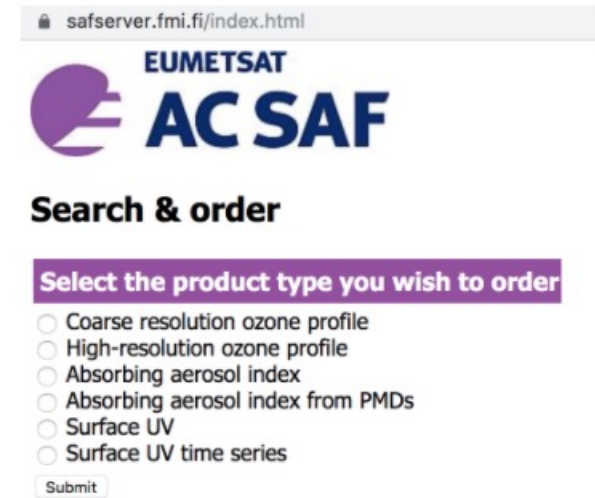 safserver.fmi.fi/index.html
EUMETSAT
AC SAF
Search & order
Select the product type you wish to order
Coarse resolution ozone profile
High-resolution ozone profile
Absorbing aerosol index
Absorbing aerosol index from PMDs
Surface UV
Surface UV time series
Submit